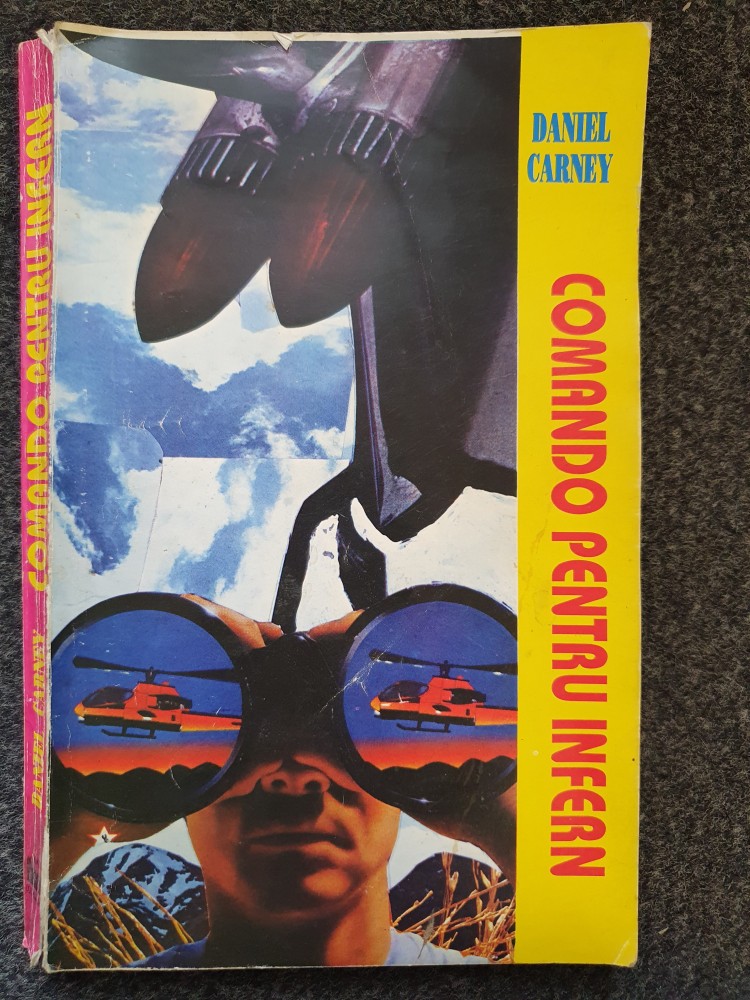 DANIEL
CARNEY
COMANDO PENTRU INFERN
DANIEL CARNEY COMANDO PENTRU INFERN